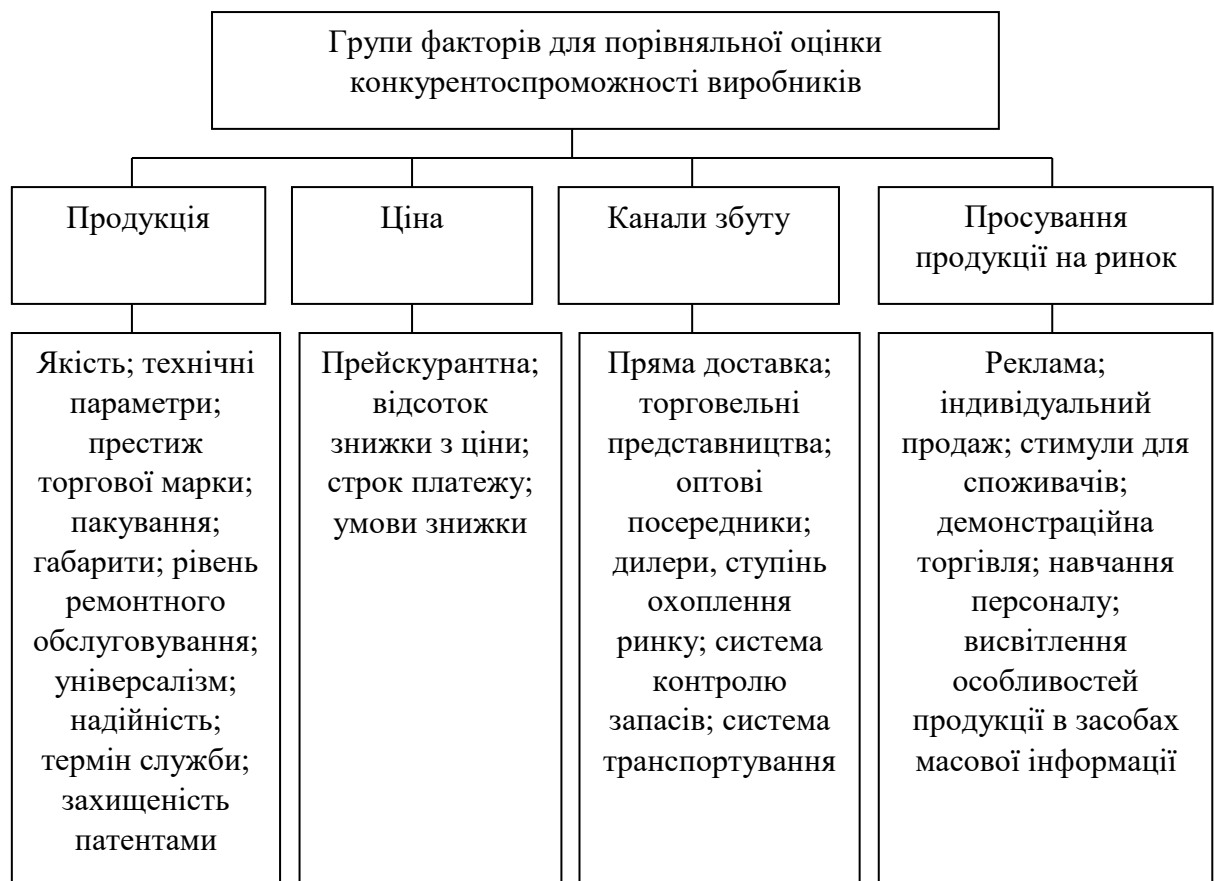 Групи факторів для порівняльної оцінки
конкурентоспроможності виробників
Продукція
Ціна
Канали збуту
Просування
продукції на ринок
Якість; технічні
параметри;
престиж
торгової марки;
пакування;
габарити; рівень
ремонтного
обслуговування;
універсалізм;
надійність;
термін служби;
захищеність
патентами
Прейскурантна;
відсоток
знижки з ціни;
строк платежу;
умови знижки
Пряма доставка;
торговельні
представництва;
оптові
посередники;
дилери, ступінь
охоплення
ринку; система
контролю
запасів; система
транспортування
Реклама;
індивідуальний
продаж; стимули для
споживачів;
демонстраційна
торгівля; навчання
персоналу;
висвітлення
особливостей
продукції в засобах
масової інформації